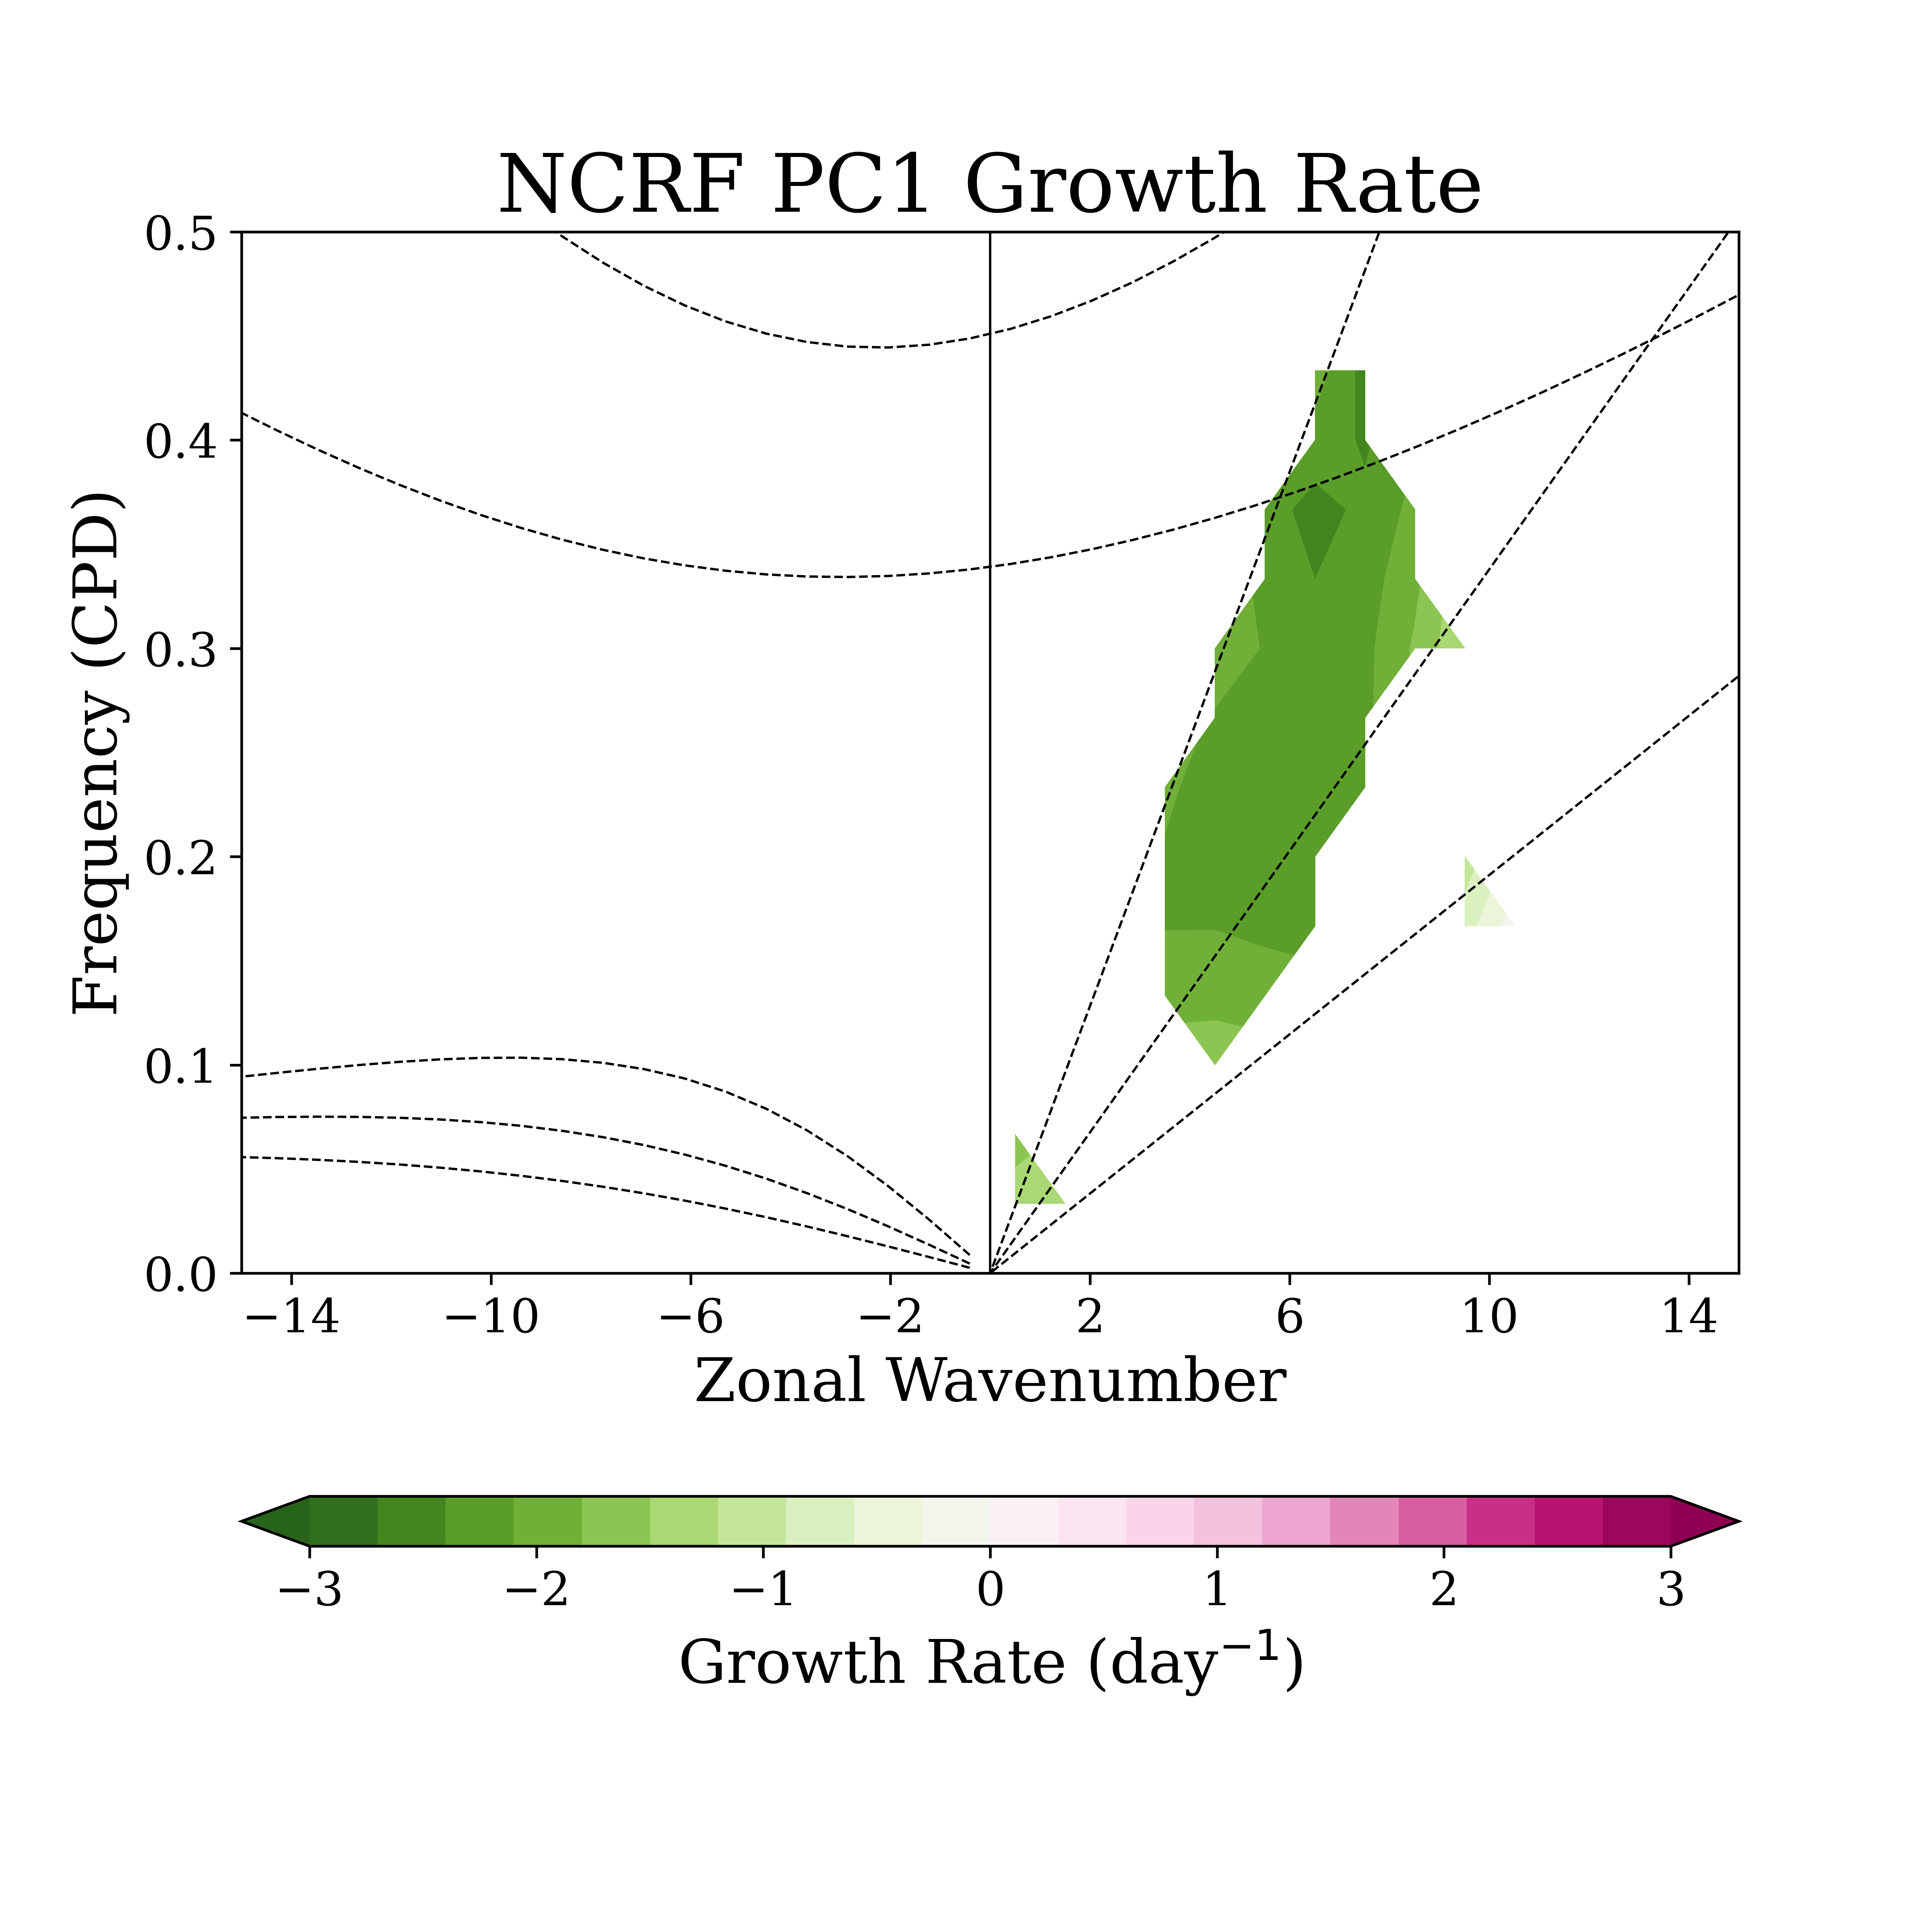 NCRF PC1 Growth Rate
0.5
0.4
0.3
0.2
0.1
0.0
Frequency (CPD)
−14 −10 −6 −2 2 6 10 14
Zonal Wavenumber
−3 −2 −1 0 1 2 3
Growth Rate (day⁻¹)